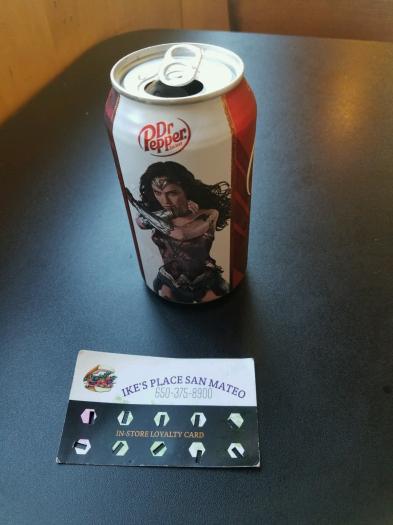 Dr
Pepper
IKE'S PLACE SAN MATEO
650-375-8900
IN-STORE LOYALTY CARD